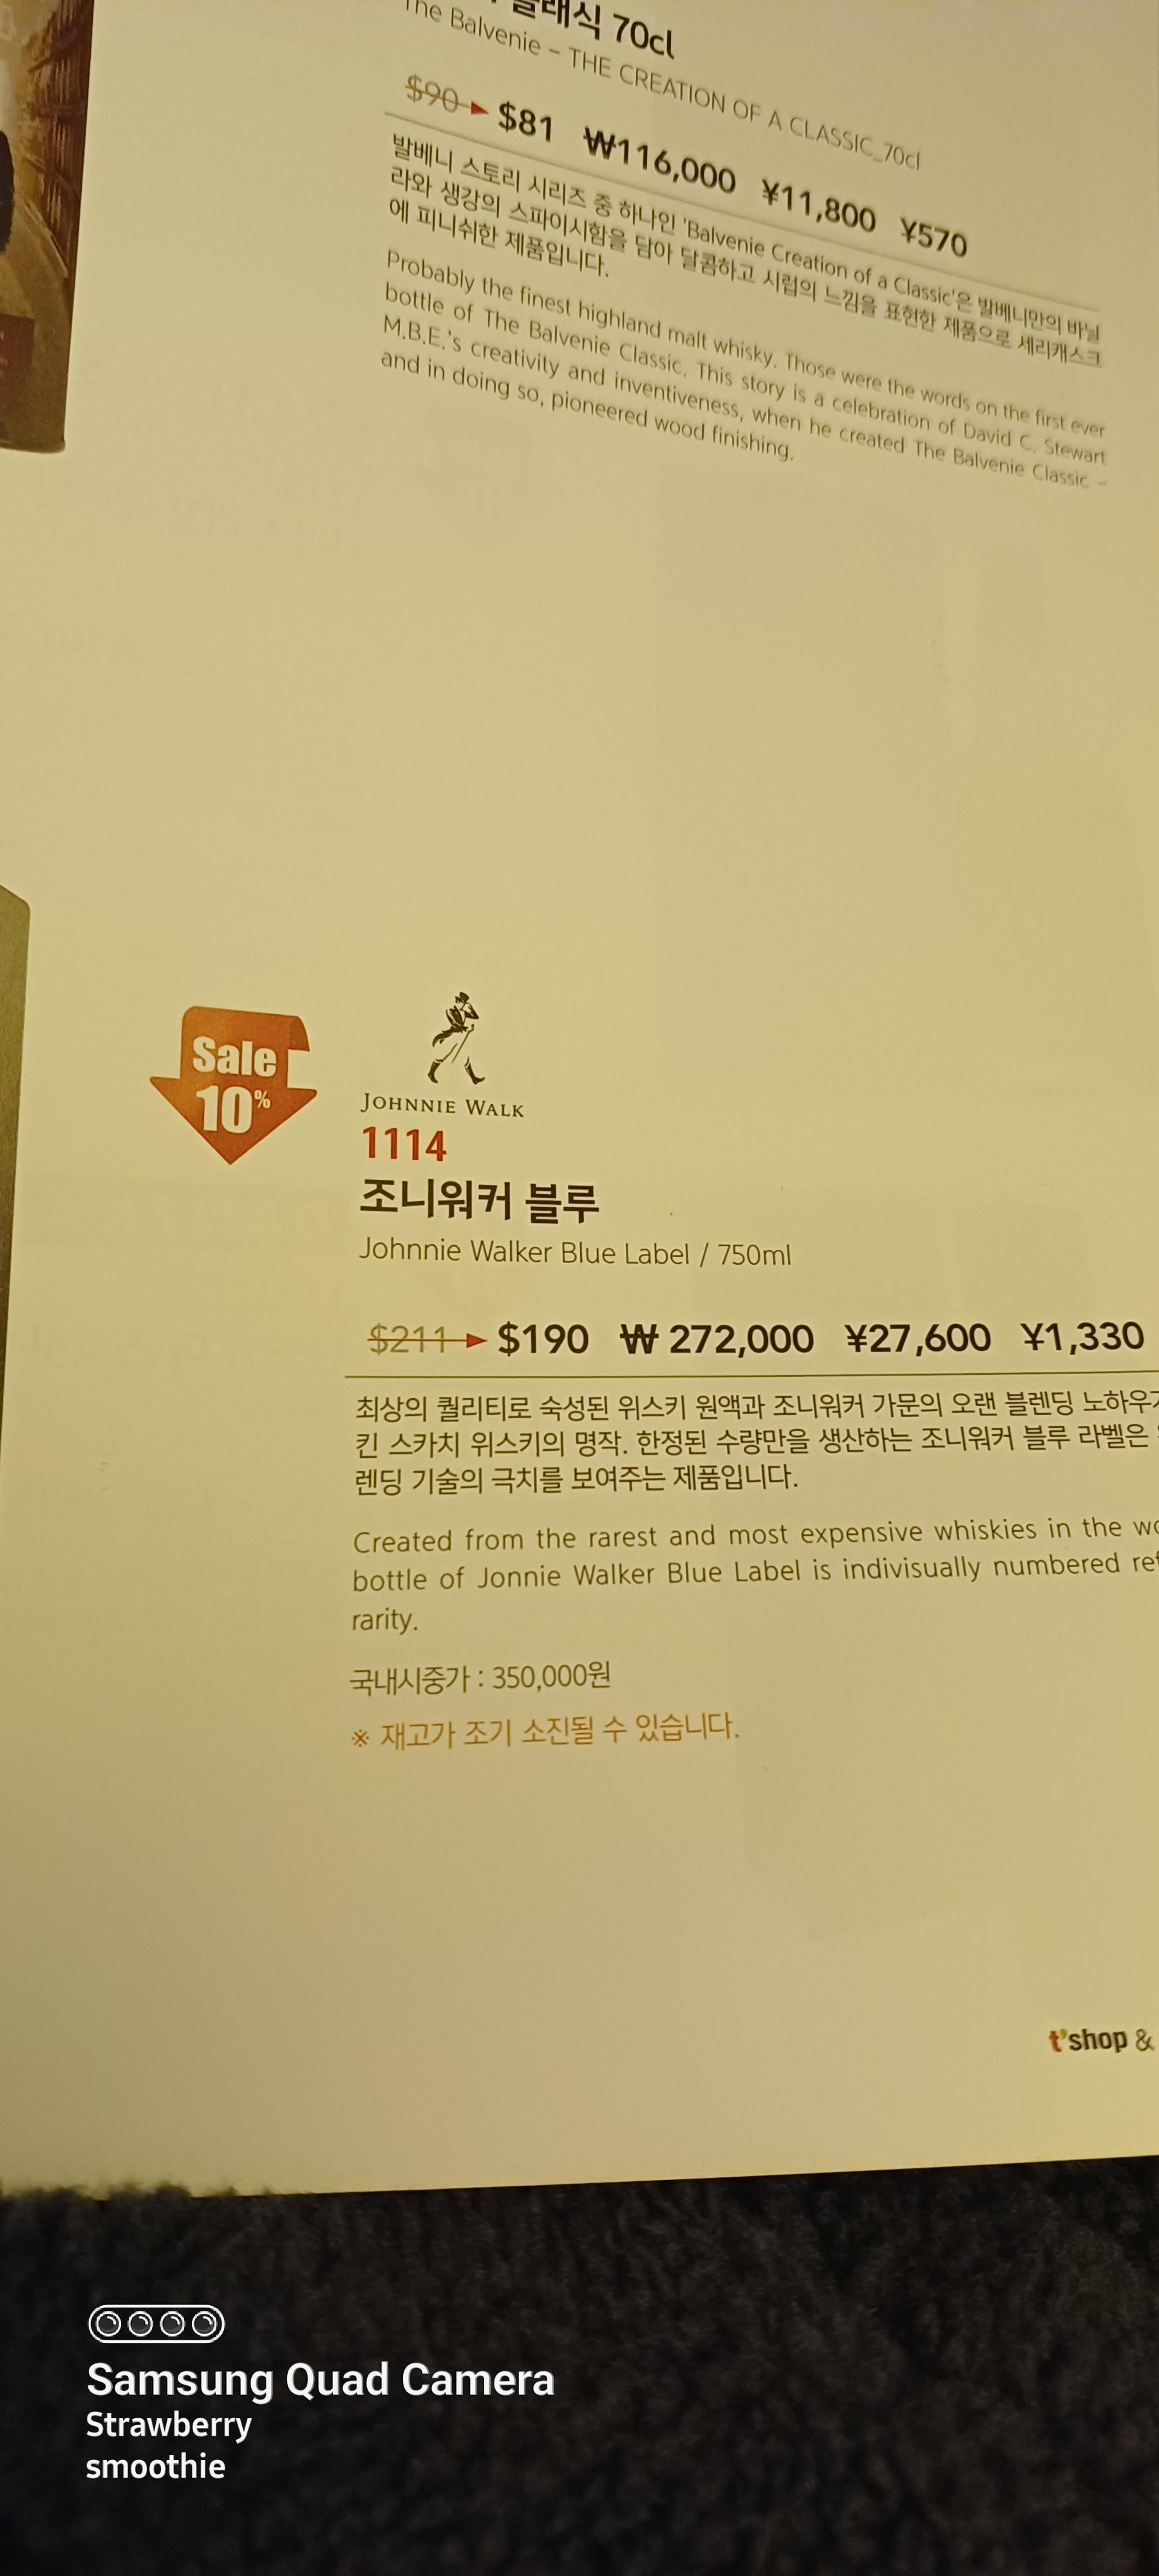 클래식 70cl
The Balvenie – THE CREATION OF A CLASSIC_70cl
$90 $81 ₩116,000 ¥11,800 ¥570
발베니 스토리 시리즈 중 하나인 'Balvenie Creation of a Classic'은 발베니만의 바닐
라와 생강의 스파이시함을 담아 달콤하고 시럽의 느낌을 표현한 제품으로 셰리캐스크
에 피니쉬한 제품입니다.
Probably the finest highland malt whisky. Those were the words on the first ever
bottle of The Balvenie Classic. This story is a celebration of David C. Stewart
M.B.E.'s creativity and inventiveness, when he created The Balvenie Classic –
and in doing so, pioneered wood finishing.
Sale
10%
JOHNNIE WALK
1114
조니워커 블루
Johnnie Walker Blue Label / 750ml
$211 $190 ₩ 272,000 ¥27,600 ¥1,330
최상의 퀄리티로 숙성된 위스키 원액과 조니워커 가문의 오랜 블렌딩 노하우
킨 스카치 위스키의 명작. 한정된 수량만을 생산하는 조니워커 블루 라벨은
렌딩 기술의 극치를 보여주는 제품입니다.
Created from the rarest and most expensive whiskies in the wo
bottle of Jonnie Walker Blue Label is indivisually numbered ref
rarity.
국내시중가 : 350,000원
※ 재고가 조기 소진될 수 있습니다.
t'shop &
Samsung Quad Camera
Strawberry
smoothie